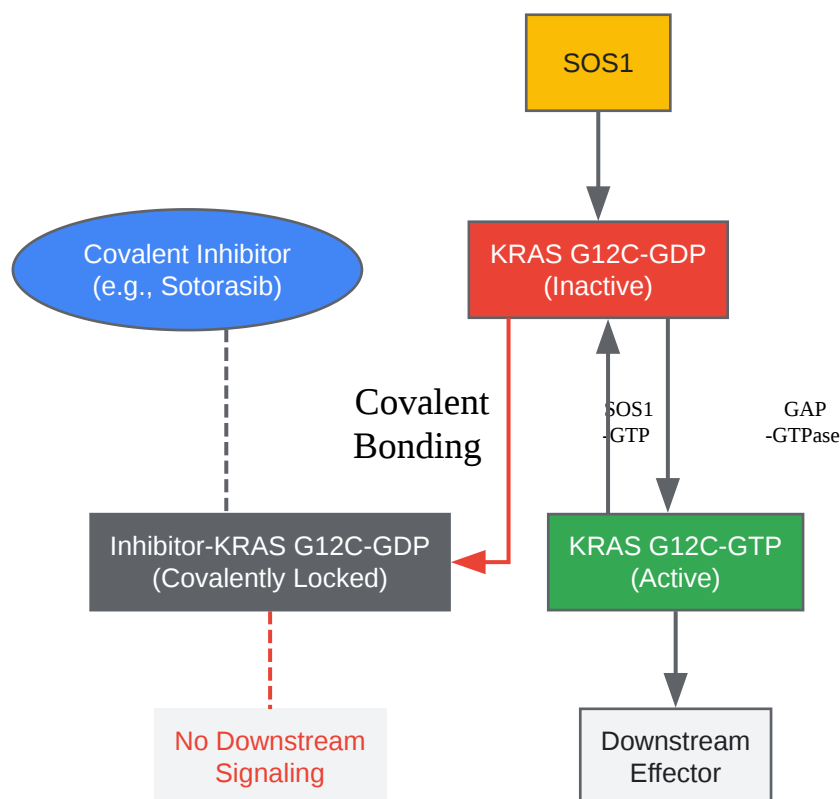 SOS1
Covalent Inhibitor
(e.g., Sotorasib)
KRAS G12C-GDP
(Inactive)
Covalent
Bonding
SOS1
-GTP
GAP
-GTPase
Inhibitor-KRAS G12C-GDP
(Covalently Locked)
KRAS G12C-GTP
(Active)
No Downstream
Signaling
Downstream
Effector